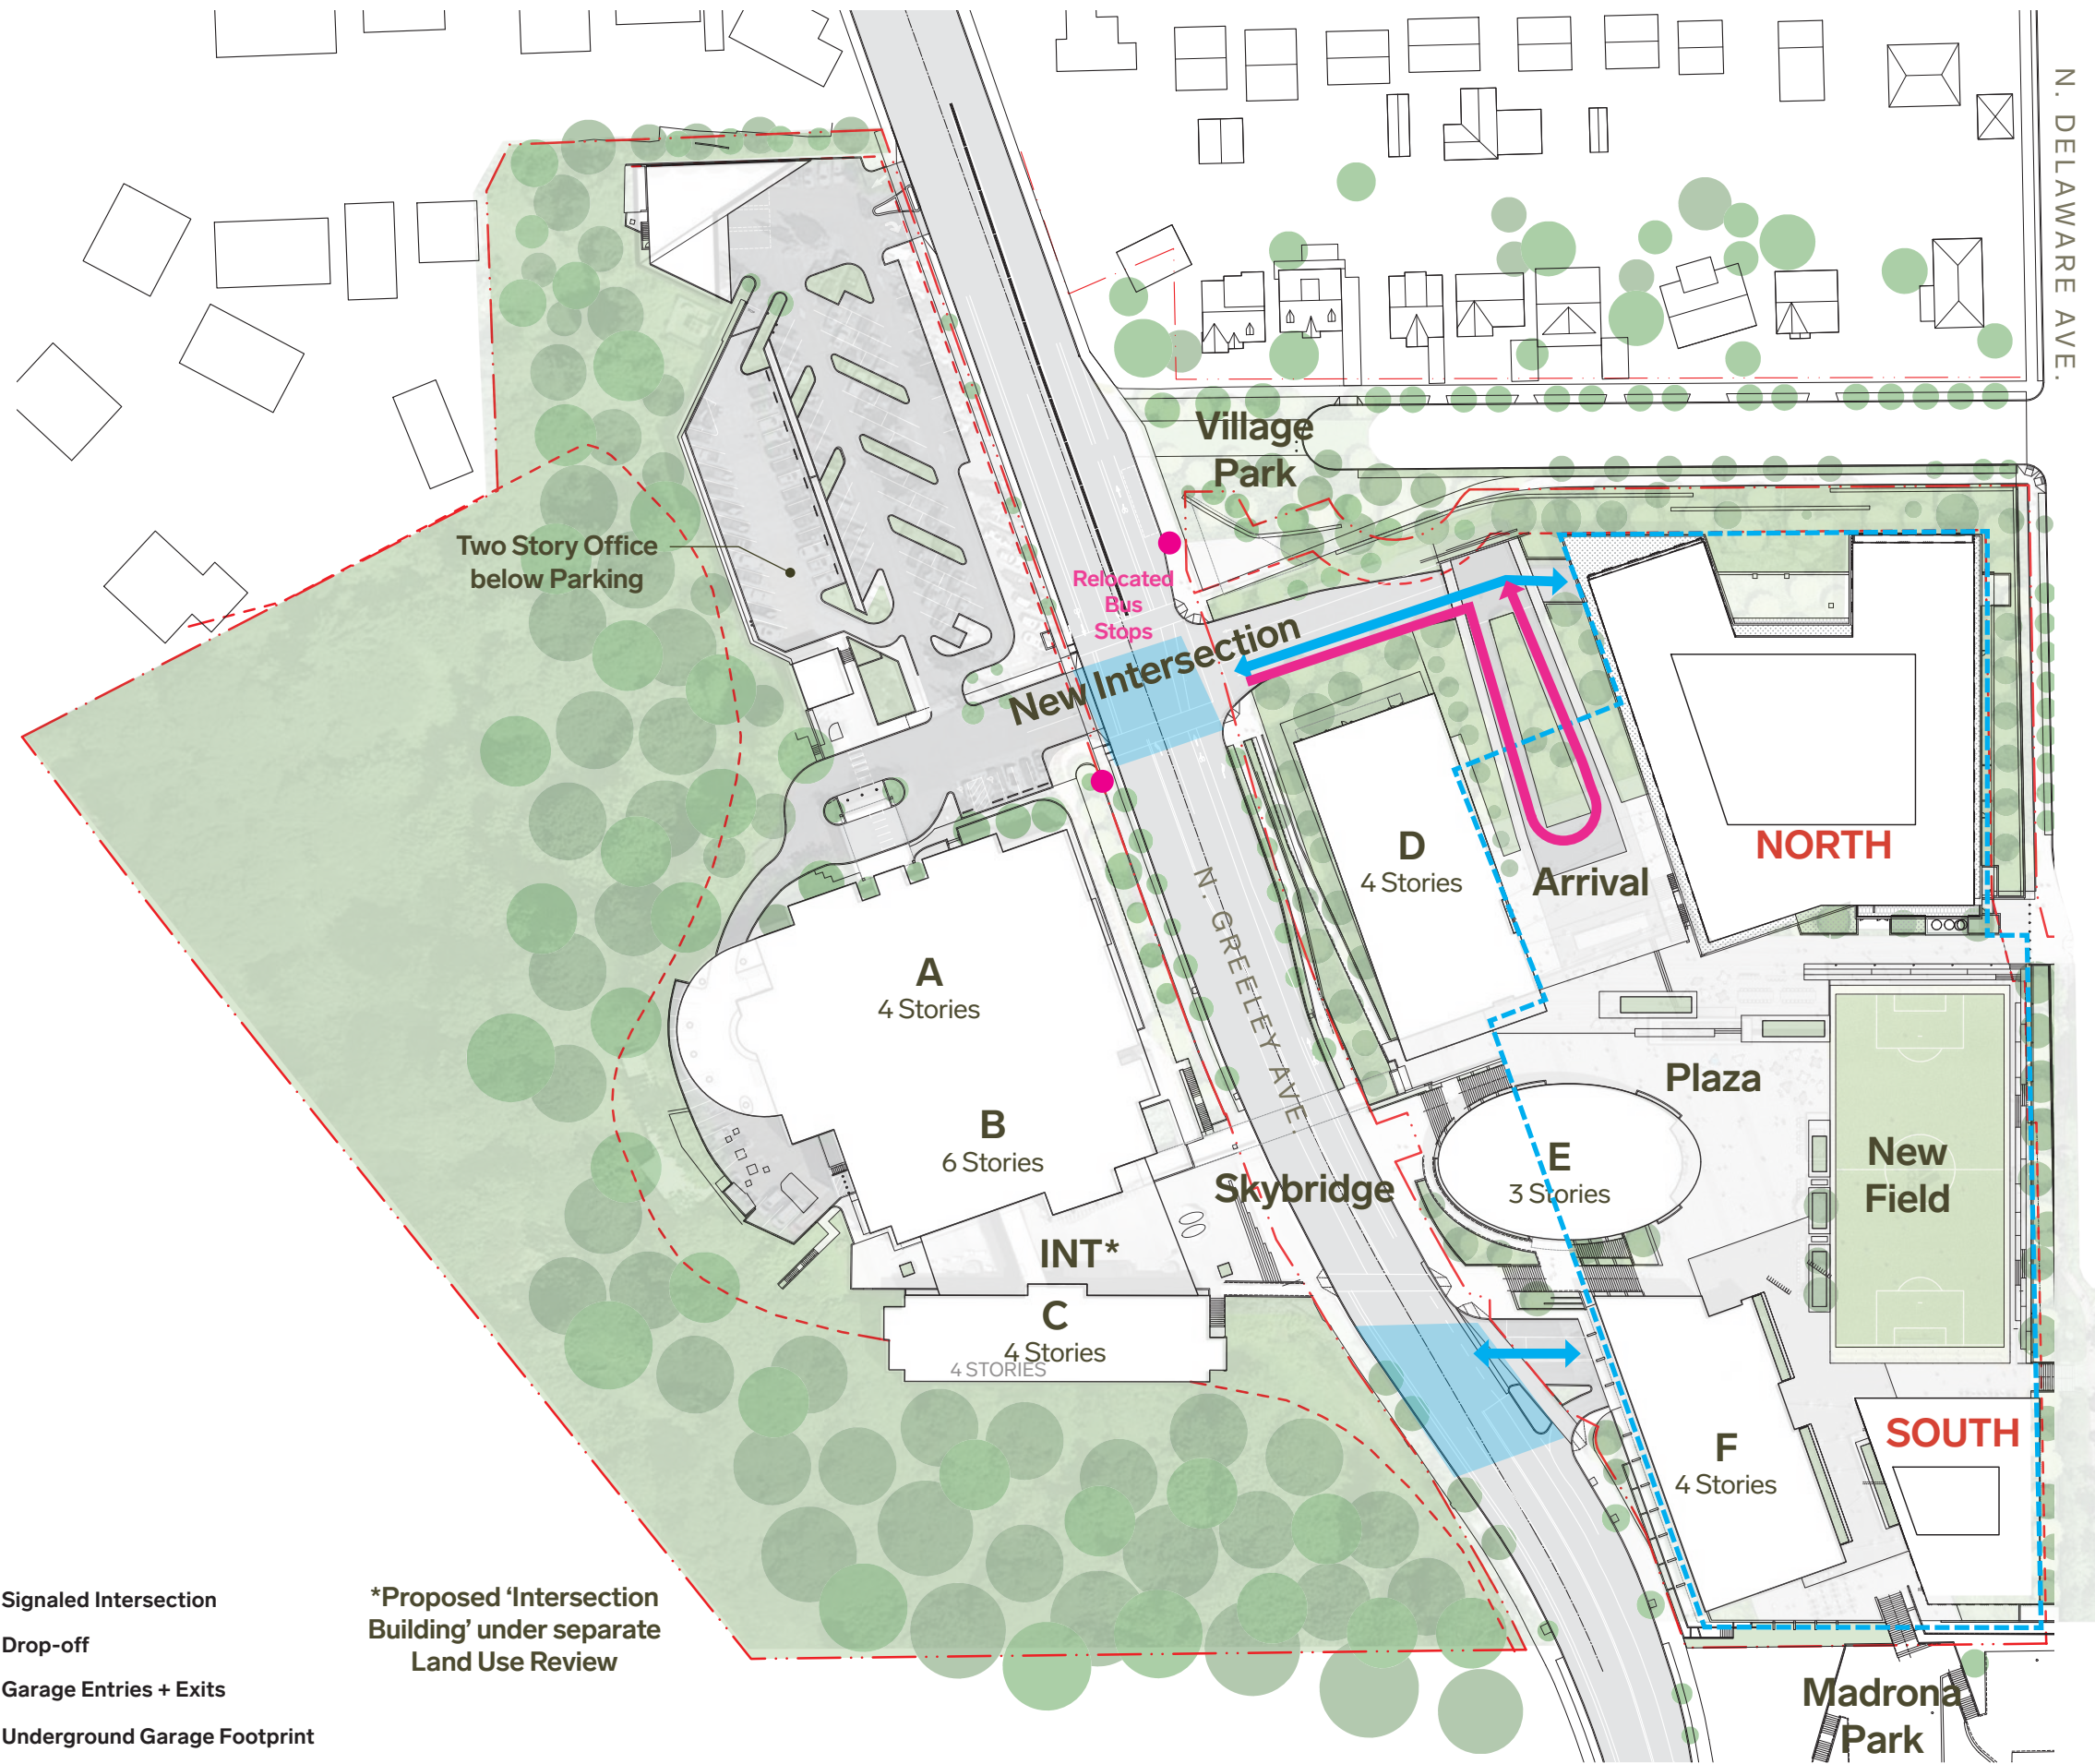 N. DELAWARE AVE.
Village
Park
Two Story Office
below Parking
Relocated
Bus
Stops
New Intersection
NORTH
D
4 Stories
Arrival
N. GREELEY AVE.
A
4 Stories
Plaza
B
6 Stories
E
3 Stories
New
Field
Skybridge
INT*
C
4 Stories
4 STORIES
SOUTH
F
4 Stories
Signaled Intersection
Drop-off
Garage Entries + Exits
Underground Garage Footprint
*Proposed ‘Intersection
Building’ under separate
Land Use Review
Madrona
Park